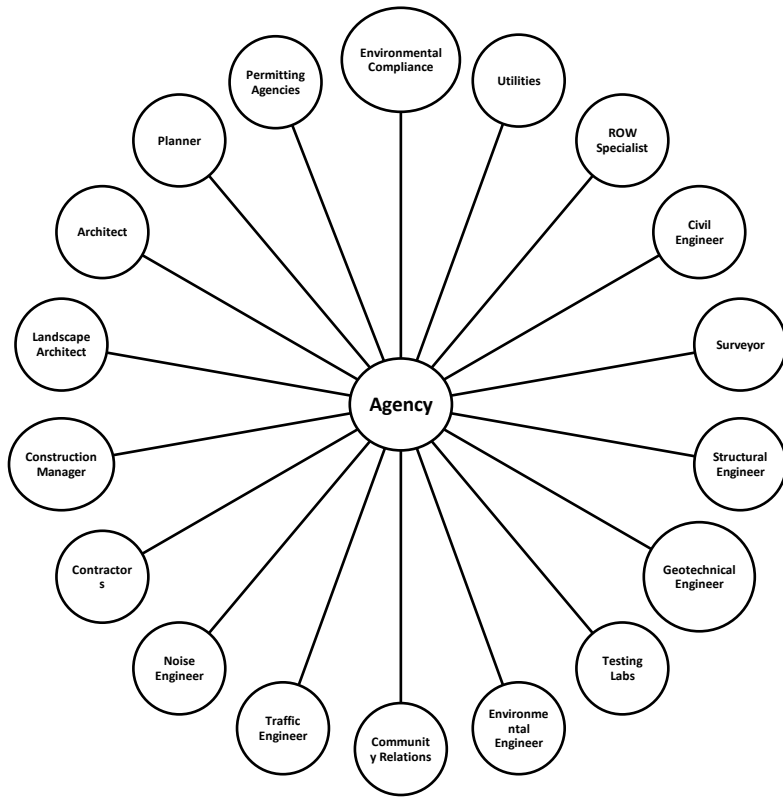 Environmental
Compliance
Utilities
ROW
Specialist
Civil
Engineer
Surveyor
Structural
Engineer
Geotechnical
Engineer
Testing
Labs
Environme
ntal
Engineer
Communit
y Relations
Traffic
Engineer
Noise
Engineer
Contractor
s
Construction
Manager
Landscape
Architect
Architect
Planner
Permitting
Agencies
Agency